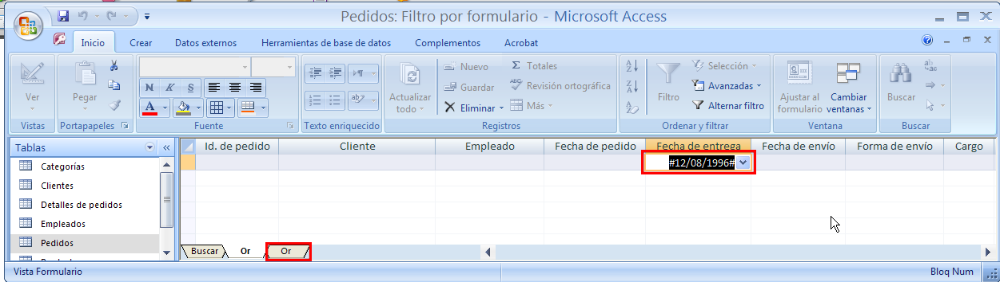 Pedidos: Filtro por formulario - Microsoft Access
Inicio Crear Datos externos Herramientas de base de datos Complementos Acrobat
Ver
Vistas
Pegar
Portapapeles
N K S
A
Fuente
Texto enriquecido
Actualizar todo
Nuevo
Guardar
Eliminar
Σ Totales
Revisión ortográfica
Más
Registros
Filtro
Selección
Avanzadas
Alternar filtro
Ordenar y filtrar
Ajustar al formulario
Cambiar ventanas
Ventana
Buscar
Buscar
Tablas
Categorías
Clientes
Detalles de pedidos
Empleados
Pedidos
Id. de pedido Cliente Empleado Fecha de pedido Fecha de entrega Fecha de envío Forma de envío Cargo
#12/08/1996#
Buscar Or Or
Vista Formulario Bloq Num